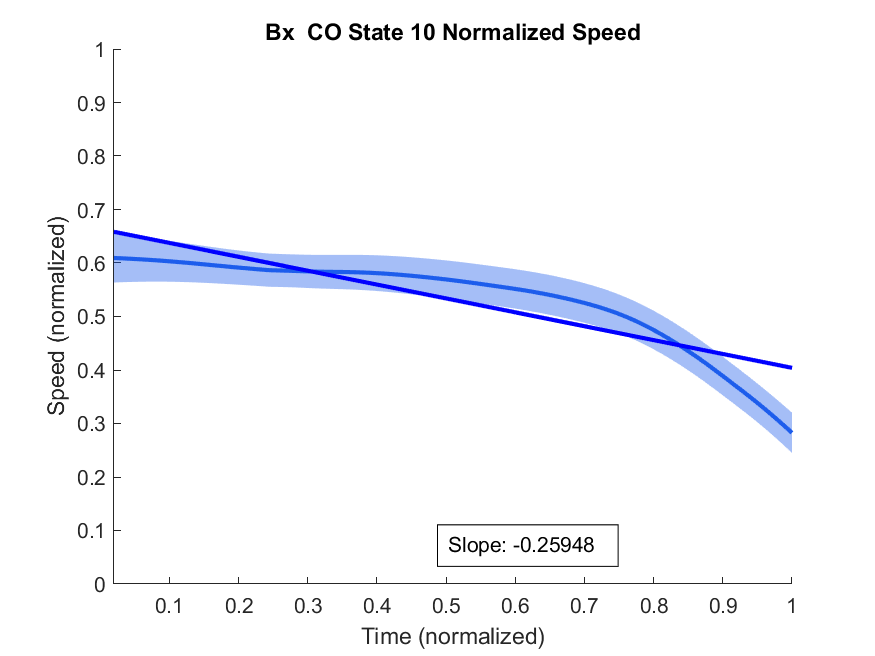 Bx  CO State 10 Normalized Speed
1
0.9
0.8
0.7
0.6
0.5
0.4
0.3
0.2
0.1
0
Speed (normalized)
Slope: -0.25948
0.1 0.2 0.3 0.4 0.5 0.6 0.7 0.8 0.9 1
Time (normalized)